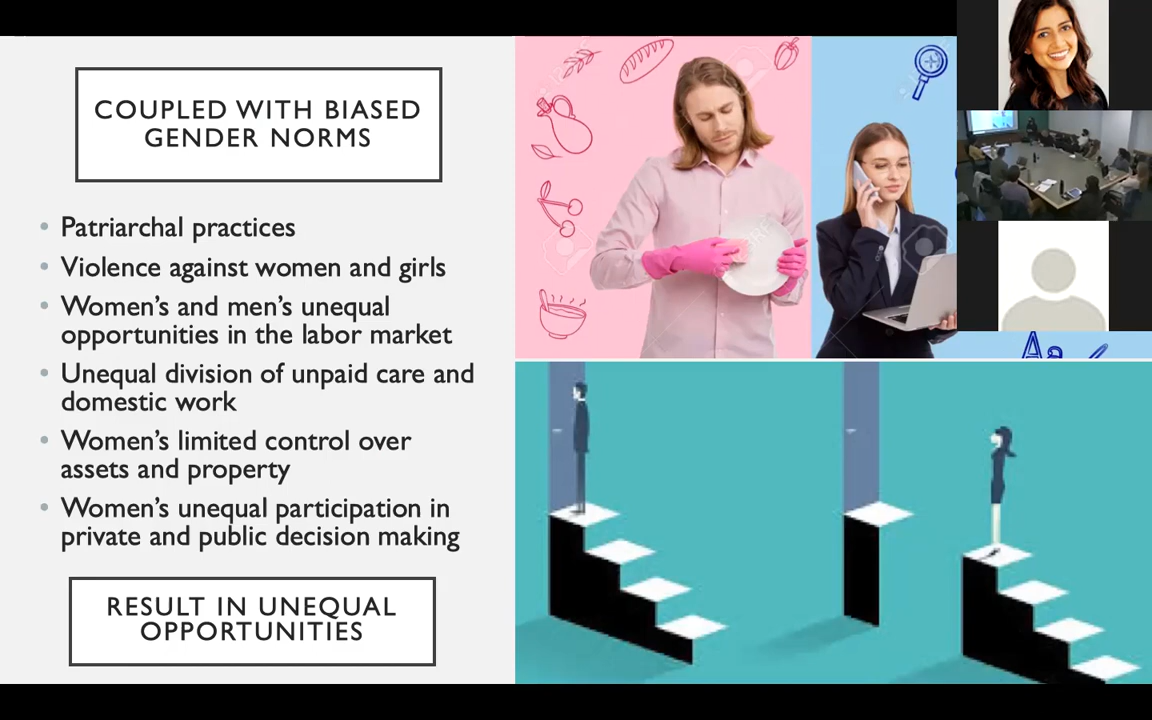 COUPLED WITH BIASED
GENDER NORMS
• Patriarchal practices
• Violence against women and girls
• Women's and men's unequal
opportunities in the labor market
• Unequal division of unpaid care and
domestic work
• Women's limited control over
assets and property
• Women's unequal participation in
private and public decision making
RESULT IN UNEQUAL
OPPORTUNITIES